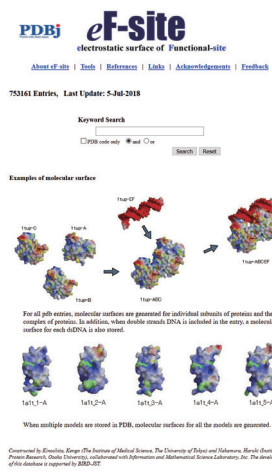 PDBj
eF-site
electrostatic surface of Functional-site
About eF-site | Tools | References | Links | Acknowledgements | Feedback
753161 Entries, Last Update: 5-Jul-2018
Keyword Search
PDB code only and or
Search Reset
Examples of molecular surface
1tup-EF
1tup-C 1tup-A
1tup-ABCEF
1tup-B 1tup-ABC
For all pdb entries, molecular surfaces are generated for individual subunits of proteins and the
complex of proteins. In addition, when double strands DNA is included in the entry, a molecula
surface for each dsDNA is also stored.
1a1t_1-A 1a1t_2-A 1a1t_3-A 1a1t_4-A 1a1t_5-A
When multiple models are stored in PDB, molecular surfaces for all the models are generated.
Constructed by Kinoshita, Kengo (The Institute of Medical Science, The University of Tokyo) and Nakamura, Haruki (Institu
Protein Research, Osaka University), collaborated with Information and Mathematical Science Laboratory, Inc. The develo
of this database is supported by BIRD-JST.